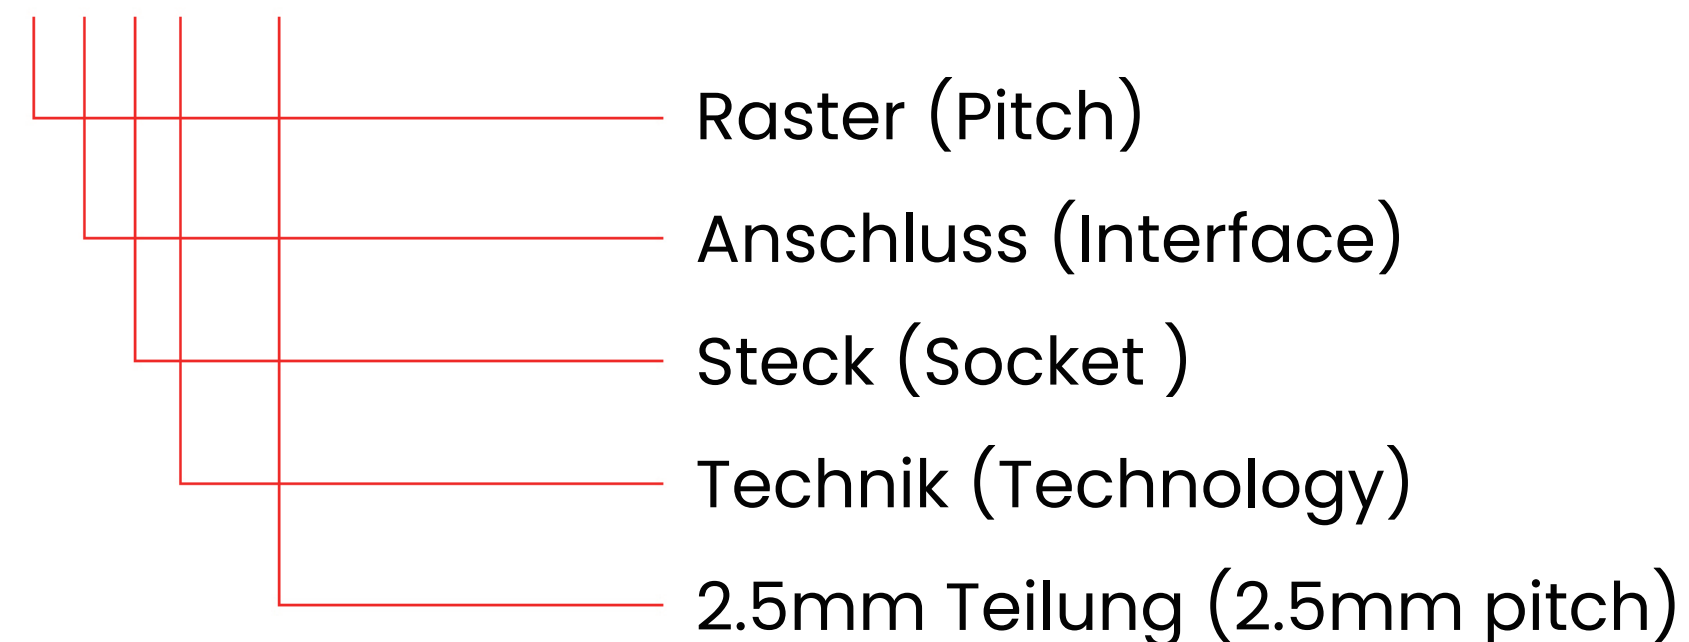 Raster (Pitch)
Anschluss (Interface)
Steck (Socket )
Technik (Technology)
2.5mm Teilung (2.5mm pitch)